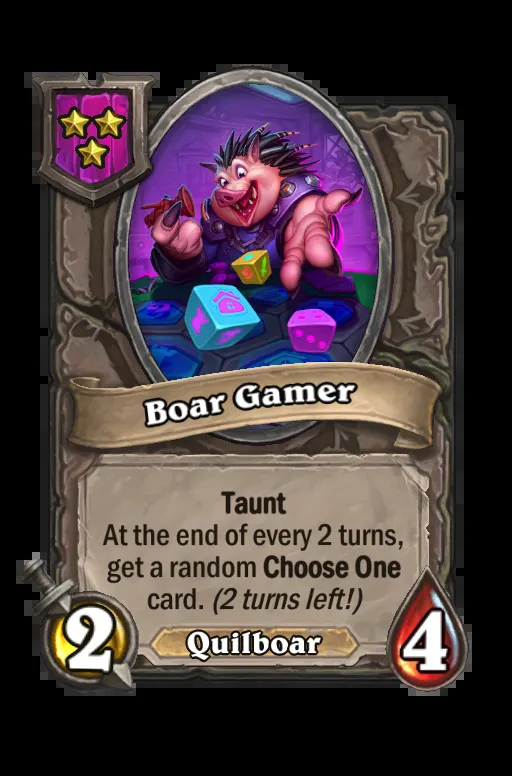 Boar Gamer
Taunt
At the end of every 2 turns,
get a random Choose One
card. (2 turns left!)
2
Quilboar
4